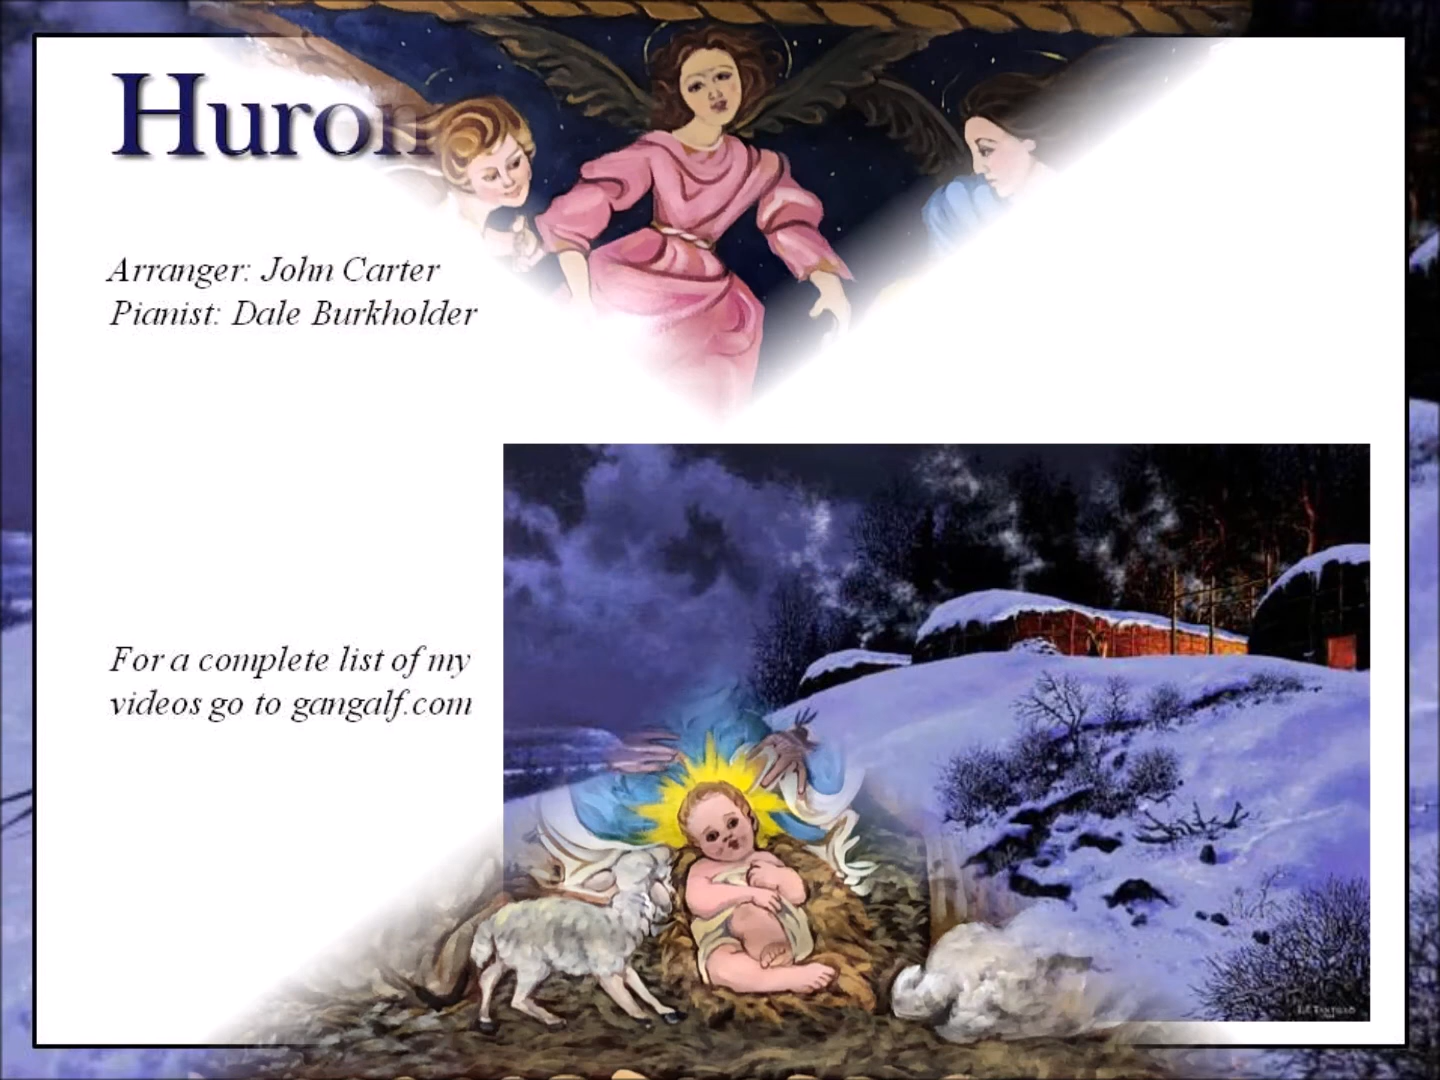 Huron
Arranger: John Carter
Pianist: Dale Burkholder
For a complete list of my
videos go to gangalf.com